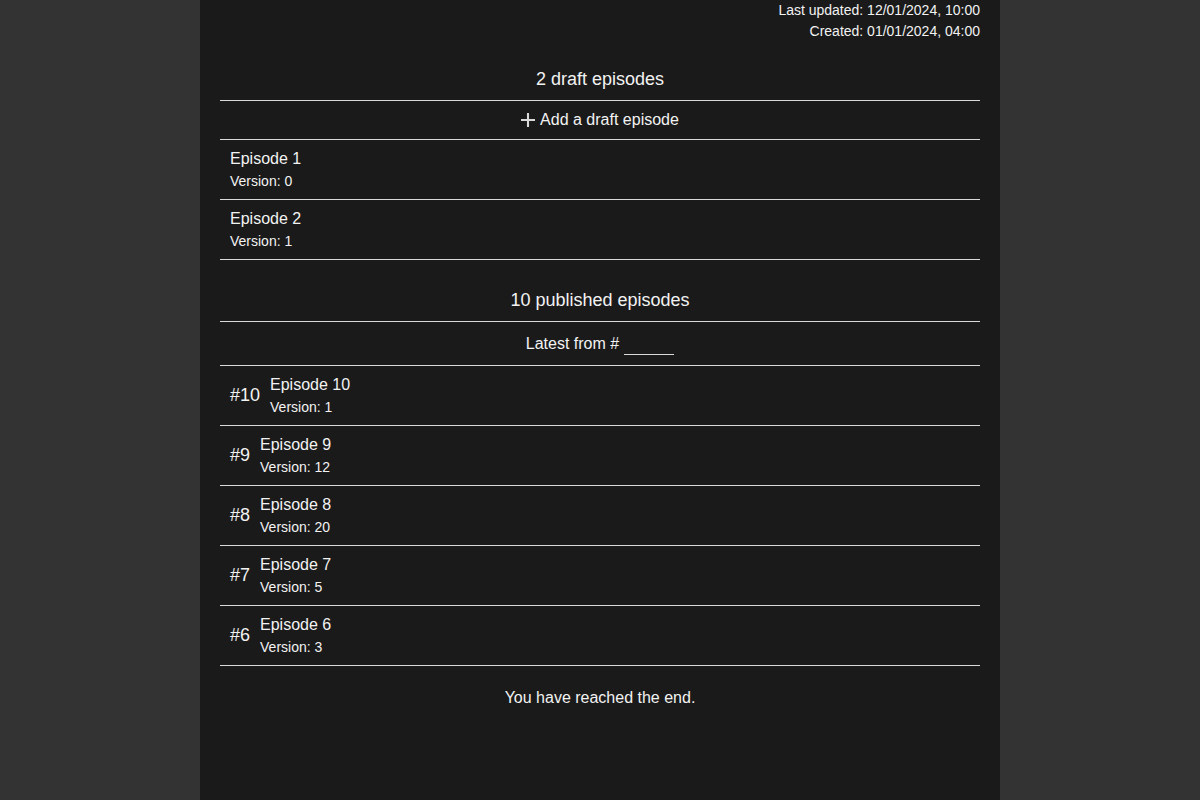 Last updated: 12/01/2024, 10:00
Created: 01/01/2024, 04:00
2 draft episodes
Add a draft episode
Episode 1
Version: 0
Episode 2
Version: 1
10 published episodes
Latest from #
#10
Episode 10
Version: 1
#9
Episode 9
Version: 12
#8
Episode 8
Version: 20
#7
Episode 7
Version: 5
#6
Episode 6
Version: 3
You have reached the end.